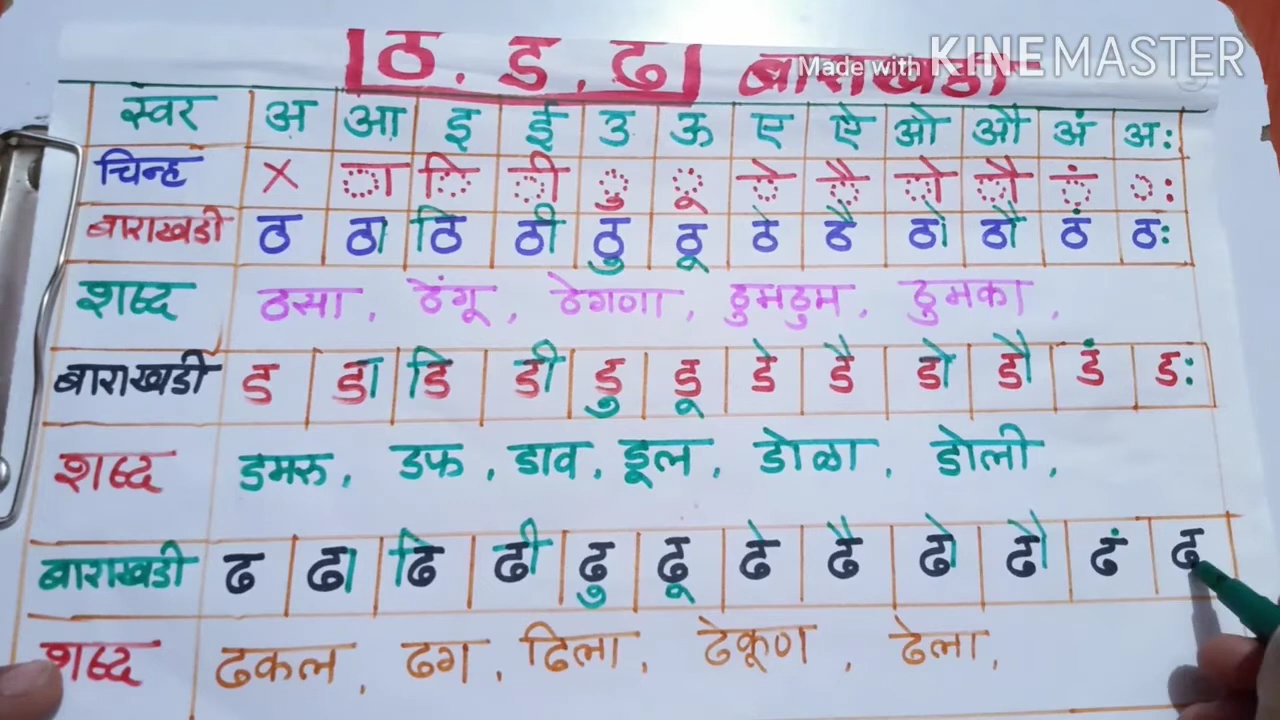 ठ . ड . ढ बाराखडी
Made with KINEMASTER
स्वर अ आ इ ई उ ऊ ए ऐ ओ औ अं अः
चिन्ह × ा ि ी ु ू े ै ो ौ ं ः
बाराखडी ठ ठा ठि ठी ठु ठू ठे ठै ठो ठौ ठं ठः
शब्द ठसा , ठेंगू , ठेंगणा , ठुमठुम , ठुमका ,
बाराखडी ड डा डि डी डु डू डे डै डो डौ डं डः
शब्द डमरू , डफ , डाव , डूल , डोळा , डोली ,
बाराखडी ढ ढा ढि ढी ढु ढू ढे ढै ढो ढौ ढं ढ
शब्द ढकल , ढग , ढिला , ढेकूण , ढेला ,